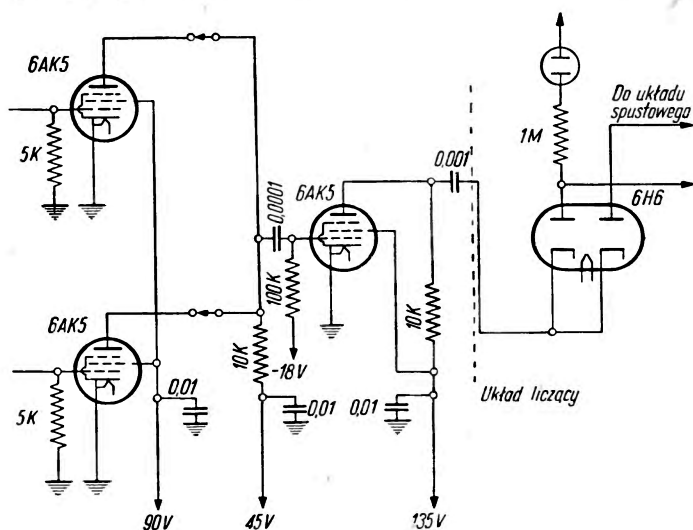 6AK5
5K
6AK5
5K
0,01
90V
0,0001
100K
-18V
10K
0,01
45V
6AK5
10K
0,01
135V
0,001
Układ liczący
1M
Do układu
spustowego
6H6